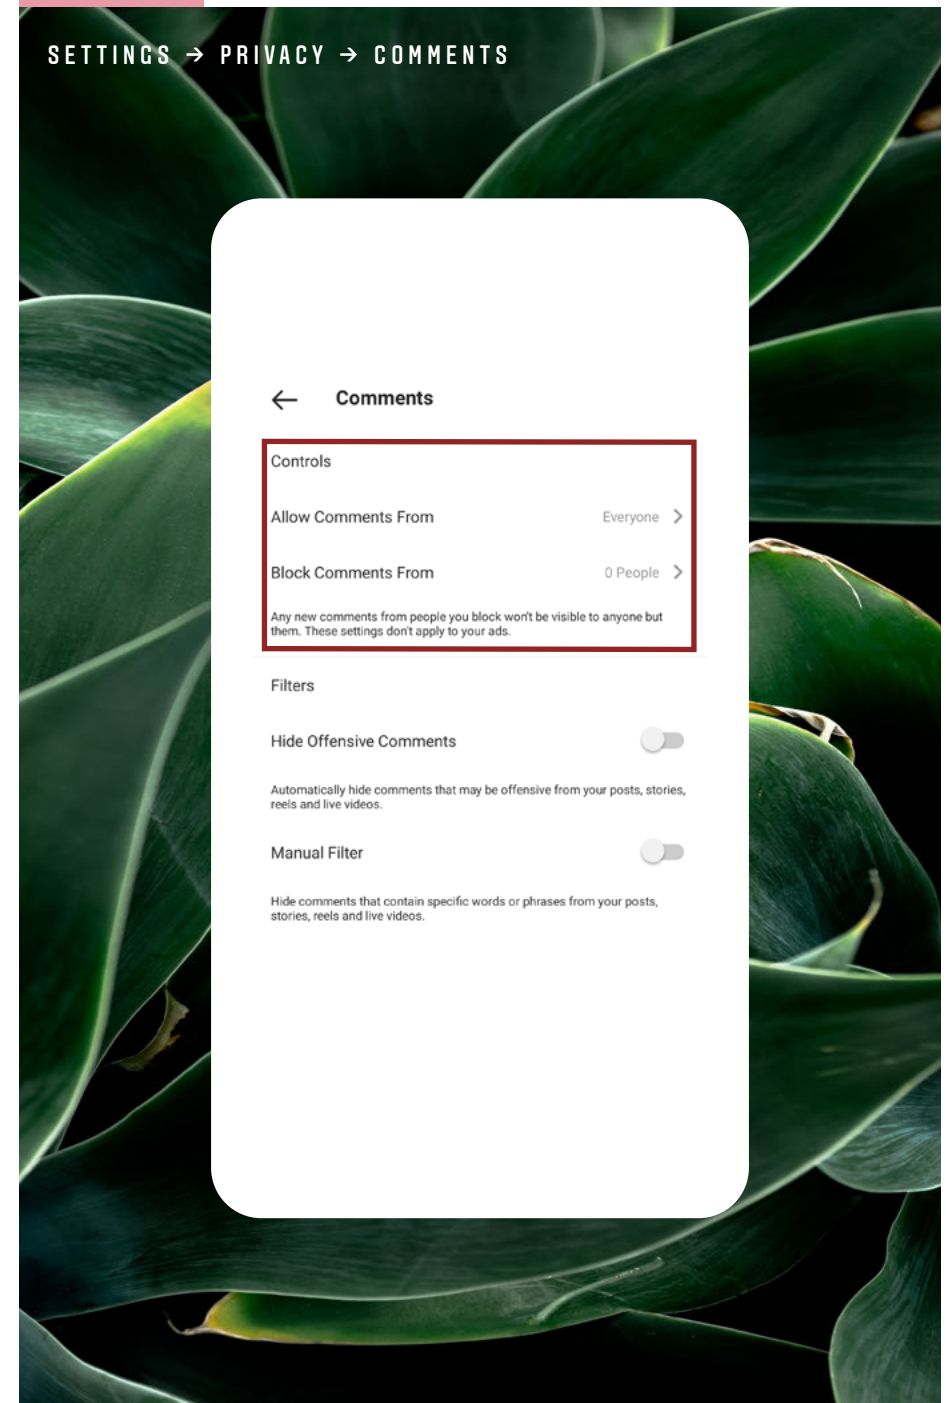 SETTINGS → PRIVACY → COMMENTS
← Comments
Controls
Allow Comments From Everyone >
Block Comments From 0 People >
Any new comments from people you block won't be visible to anyone but
them. These settings don't apply to your ads.
Filters
Hide Offensive Comments
Automatically hide comments that may be offensive from your posts, stories,
reels and live videos.
Manual Filter
Hide comments that contain specific words or phrases from your posts,
stories, reels and live videos.